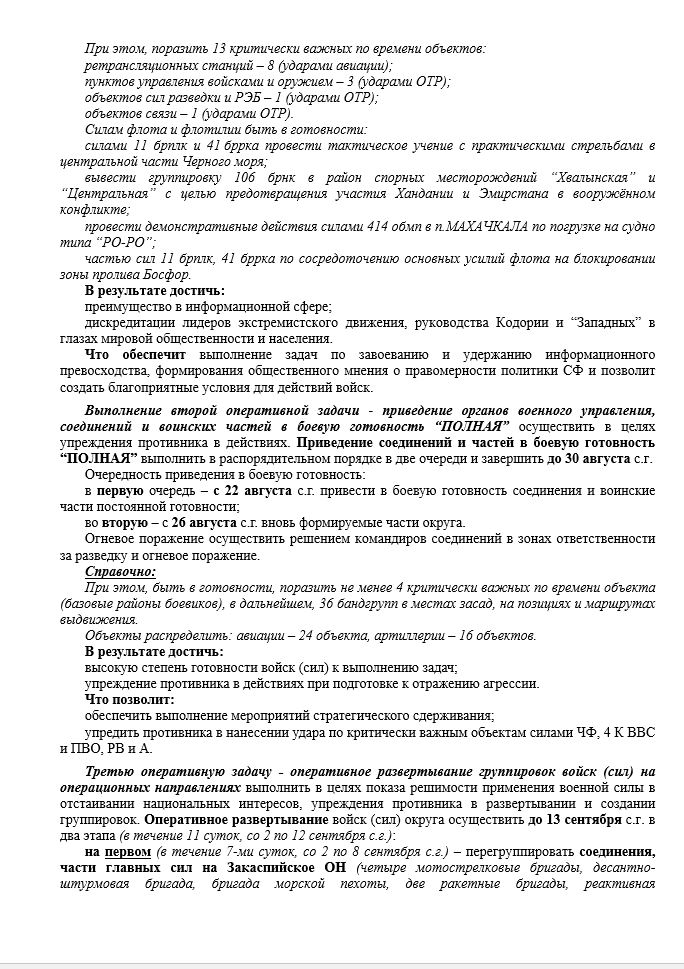 При этом, поразить 13 критически важных по времени объектов:
ретрансляционных станций – 8 (ударами авиации);
пунктов управления войсками и оружием – 3 (ударами ОТР);
объектов сил разведки и РЭБ – 1 (ударами ОТР);
объектов связи – 1 (ударами ОТР).
Силам флота и флотилии быть в готовности:
силами 11 брплк и 41 бррка провести тактическое учение с практическими стрельбами в
центральной части Черного моря;
вывести группировку 106 брнк в район спорных месторождений “Хвалынская” и
“Центральная” с целью предотвращения участия Хандании и Эмирстана в вооружённом
конфликте;
провести демонстративные действия силами 414 обмп в п.МАХАЧКАЛА по погрузке на судно
типа “РО-РО”;
частью сил 11 брплк, 41 бррка по сосредоточению основных усилий флота на блокировании
зоны пролива Босфор.
В результате достичь:
преимущество в информационной сфере;
дискредитации лидеров экстремистского движения, руководства Кодории и “Западных” в
глазах мировой общественности и населения.
Что обеспечит выполнение задач по завоеванию и удержанию информационного
превосходства, формирования общественного мнения о правомерности политики СФ и позволит
создать благоприятные условия для действий войск.
Выполнение второй оперативной задачи - приведение органов военного управления,
соединений и воинских частей в боевую готовность “ПОЛНАЯ” осуществить в целях
упреждения противника в действиях. Приведение соединений и частей в боевую готовность
“ПОЛНАЯ” выполнить в распорядительном порядке в две очереди и завершить до 30 августа с.г.
Очередность приведения в боевую готовность:
в первую очередь – с 22 августа с.г. привести в боевую готовность соединения и воинские
части постоянной готовности;
во вторую – с 26 августа с.г. вновь формируемые части округа.
Огневое поражение осуществить решением командиров соединений в зонах ответственности
за разведку и огневое поражение.
Справочно:
При этом, быть в готовности, поразить не менее 4 критически важных по времени объекта
(базовые районы боевиков), в дальнейшем, 36 бандгрупп в местах засад, на позициях и маршрутах
выдвижения.
Объекты распределить: авиации – 24 объекта, артиллерии – 16 объектов.
В результате достичь:
высокую степень готовности войск (сил) к выполнению задач;
упреждение противника в действиях при подготовке к отражению агрессии.
Что позволит:
обеспечить выполнение мероприятий стратегического сдерживания;
упредить противника в нанесении удара по критически важным объектам силами ЧФ, 4 К ВВС
и ПВО, РВ и А.
Третью оперативную задачу - оперативное развертывание группировок войск (сил) на
операционных направлениях выполнить в целях показа решимости применения военной силы в
отстаивании национальных интересов, упреждения противника в развертывании и создании
группировок. Оперативное развертывание войск (сил) округа осуществить до 13 сентября с.г. в
два этапа (в течение 11 суток, со 2 по 12 сентября с.г.):
на первом (в течение 7-ми суток, со 2 по 8 сентября с.г.) – перегруппировать соединения,
части главных сил на Закаспийское ОН (четыре мотострелковые бригады, десантно-
штурмовая бригада, бригада морской пехоты, две ракетные бригады, реактивная